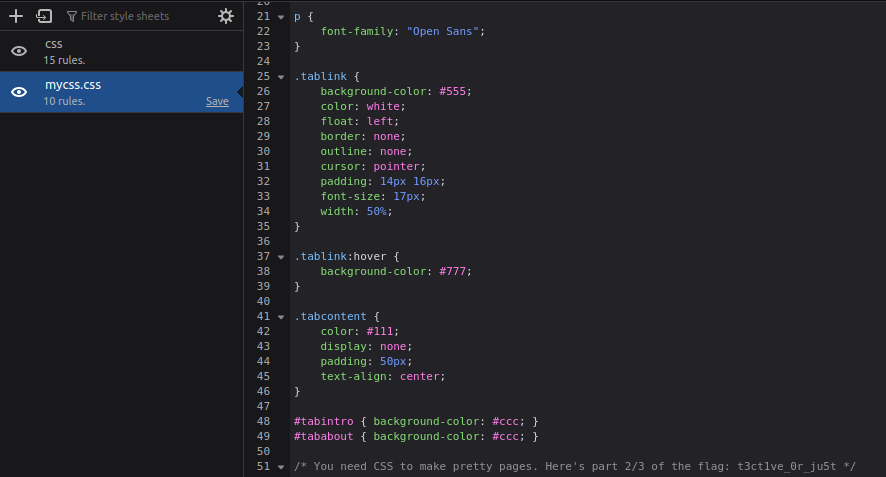 Filter style sheets
css
15 rules.
mycss.css
10 rules. Save
20
21 p {
22 font-family: "Open Sans";
23 }
24
25 .tablink {
26 background-color: #555;
27 color: white;
28 float: left;
29 border: none;
30 outline: none;
31 cursor: pointer;
32 padding: 14px 16px;
33 font-size: 17px;
34 width: 50%;
35 }
36
37 .tablink:hover {
38 background-color: #777;
39 }
40
41 .tabcontent {
42 color: #111;
43 display: none;
44 padding: 50px;
45 text-align: center;
46 }
47
48 #tabintro { background-color: #ccc; }
49 #tababout { background-color: #ccc; }
50
51 /* You need CSS to make pretty pages. Here's part 2/3 of the flag: t3ct1ve_0r_ju5t */